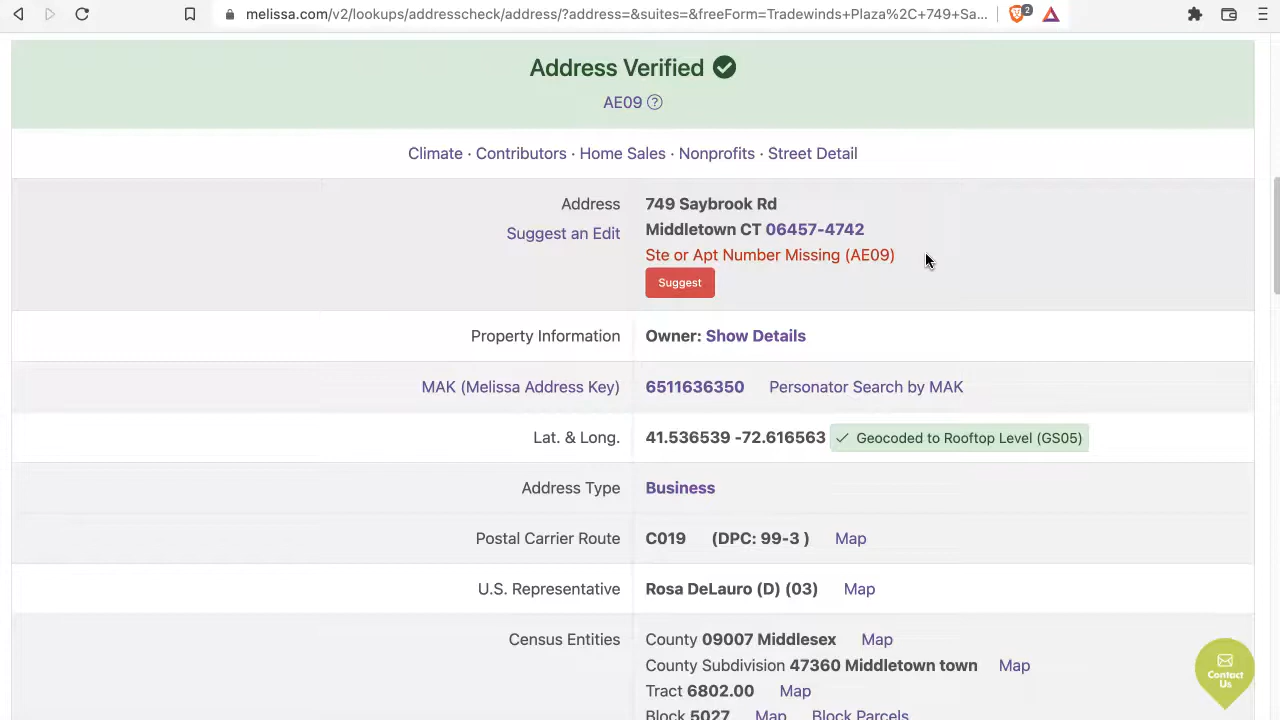 melissa.com/v2/lookups/addresscheck/address/?address=&suites=&freeForm=Tradewinds+Plaza%2C+749+Sa...
2
Address Verified
AE09
Climate · Contributors · Home Sales · Nonprofits · Street Detail
Address 749 Saybrook Rd
Suggest an Edit Middletown CT 06457-4742
Ste or Apt Number Missing (AE09)
Suggest
Property Information Owner: Show Details
MAK (Melissa Address Key) 6511636350 Personator Search by MAK
Lat. & Long. 41.536539 -72.616563 Geocoded to Rooftop Level (GS05)
Address Type Business
Postal Carrier Route C019 (DPC: 99-3 ) Map
U.S. Representative Rosa DeLauro (D) (03) Map
Census Entities County 09007 Middlesex Map
County Subdivision 47360 Middletown town Map
Tract 6802.00 Map
Block 5027 Map Block Parcels
Contact
Us